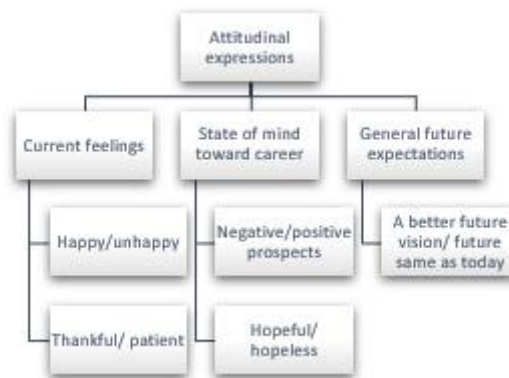 Attitudinal
expressions
Current feelings
State of mind
toward career
General future
expectations
Happy/unhappy
Negative/positive
prospects
A better future
vision/ future
same as today
Thankful/ patient
Hopeful/
hopeless